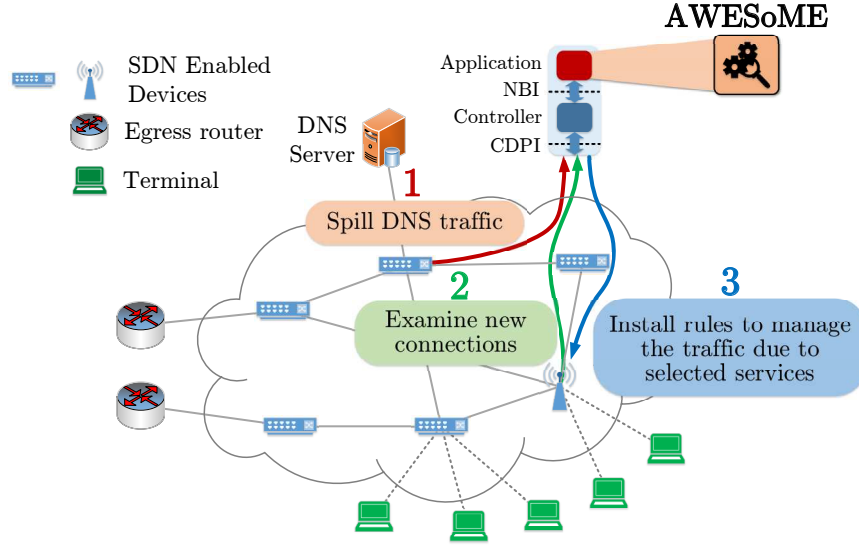 AWESoME
SDN Enabled
Devices
Egress router
Terminal
DNS
Server
Application
NBI
Controller
CDPI
1
Spill DNS traffic
2
Examine new
connections
3
Install rules to manage
the traffic due to
selected services